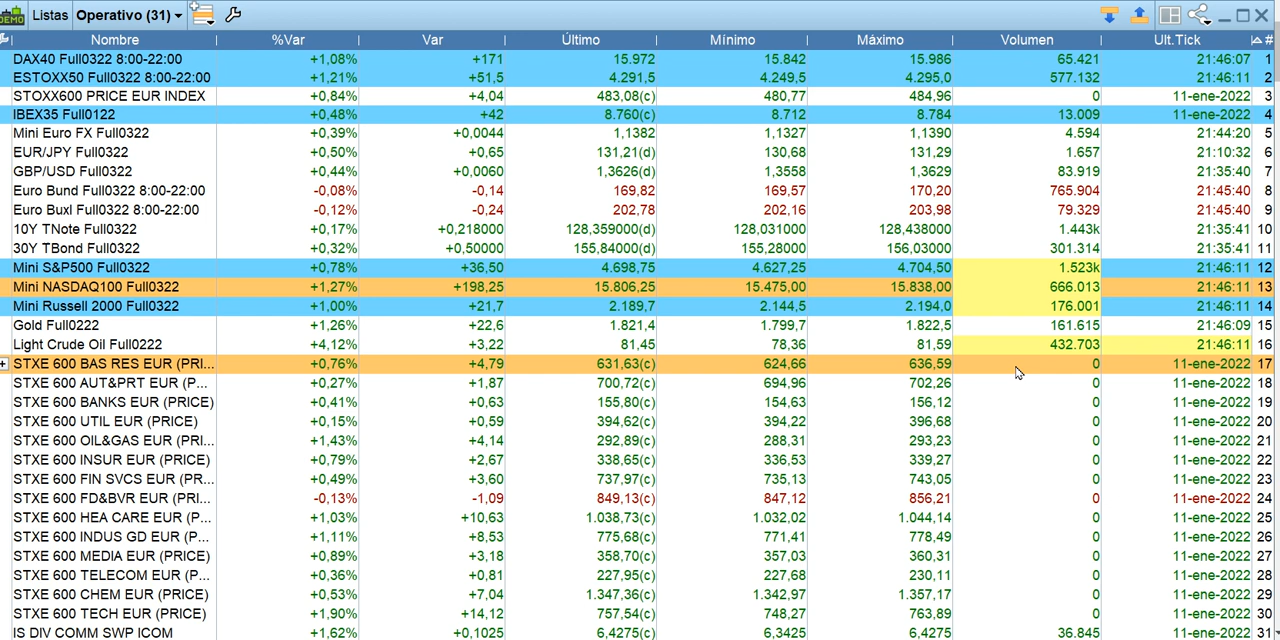 DEMO Listas Operativo (31)
Nombre %Var Var Último Mínimo Máximo Volumen Ult.Tick #
DAX40 Full0322 8:00-22:00 +1,08% +171 15.972 15.842 15.986 65.421 21:46:07 1
ESTOXX50 Full0322 8:00-22:00 +1,21% +51,5 4.291,5 4.249,5 4.295,0 577.132 21:46:11 2
STOXX600 PRICE EUR INDEX +0,84% +4,04 483,08(c) 480,77 484,96 0 11-ene-2022 3
IBEX35 Full0122 +0,48% +42 8.760(c) 8.712 8.784 13.009 11-ene-2022 4
Mini Euro FX Full0322 +0,39% +0,0044 1,1382 1,1327 1,1390 4.594 21:44:20 5
EUR/JPY Full0322 +0,50% +0,65 131,21(d) 130,68 131,29 1.657 21:10:32 6
GBP/USD Full0322 +0,44% +0,0060 1,3626(d) 1,3558 1,3629 83.919 21:35:40 7
Euro Bund Full0322 8:00-22:00 -0,08% -0,14 169,82 169,57 170,20 765.904 21:45:40 8
Euro Buxl Full0322 8:00-22:00 -0,12% -0,24 202,78 202,16 203,98 79.329 21:45:40 9
10Y TNote Full0322 +0,17% +0,218000 128,359000(d) 128,031000 128,438000 1.443k 21:35:41 10
30Y TBond Full0322 +0,32% +0,50000 155,84000(d) 155,28000 156,03000 301.314 21:35:41 11
Mini S&P500 Full0322 +0,78% +36,50 4.698,75 4.627,25 4.704,50 1.523k 21:46:11 12
Mini NASDAQ100 Full0322 +1,27% +198,25 15.806,25 15.475,00 15.838,00 666.013 21:46:11 13
Mini Russell 2000 Full0322 +1,00% +21,7 2.189,7 2.144,5 2.194,0 176.001 21:46:11 14
Gold Full0222 +1,26% +22,6 1.821,4 1.799,7 1.822,5 161.615 21:46:09 15
Light Crude Oil Full0222 +4,12% +3,22 81,45 78,36 81,59 432.703 21:46:11 16
STXE 600 BAS RES EUR (PRI... +0,76% +4,79 631,63(c) 624,66 636,59 0 11-ene-2022 17
STXE 600 AUT&PRT EUR (P... +0,27% +1,87 700,72(c) 694,96 702,26 0 11-ene-2022 18
STXE 600 BANKS EUR (PRICE) +0,41% +0,63 155,80(c) 154,63 156,12 0 11-ene-2022 19
STXE 600 UTIL EUR (PRICE) +0,15% +0,59 394,62(c) 394,22 396,68 0 11-ene-2022 20
STXE 600 OIL&GAS EUR (PRI... +1,43% +4,14 292,89(c) 288,31 293,23 0 11-ene-2022 21
STXE 600 INSUR EUR (PRICE) +0,79% +2,67 338,65(c) 336,53 339,27 0 11-ene-2022 22
STXE 600 FIN SVCS EUR (PR... +0,49% +3,60 737,97(c) 735,13 743,05 0 11-ene-2022 23
STXE 600 FD&BVR EUR (PRI... -0,13% -1,09 849,13(c) 847,12 856,21 0 11-ene-2022 24
STXE 600 HEA CARE EUR (P... +1,03% +10,63 1.038,73(c) 1.032,02 1.044,14 0 11-ene-2022 25
STXE 600 INDUS GD EUR (P... +1,11% +8,53 775,68(c) 771,41 778,49 0 11-ene-2022 26
STXE 600 MEDIA EUR (PRICE) +0,89% +3,18 358,70(c) 357,03 360,31 0 11-ene-2022 27
STXE 600 TELECOM EUR (P... +0,36% +0,81 227,95(c) 227,68 230,11 0 11-ene-2022 28
STXE 600 CHEM EUR (PRICE) +0,53% +7,04 1.347,36(c) 1.342,97 1.357,17 0 11-ene-2022 29
STXE 600 TECH EUR (PRICE) +1,90% +14,12 757,54(c) 748,27 763,89 0 11-ene-2022 30
IS DIV COMM SWP ICOM +1,62% +0,1025 6,4275(c) 6,3425 6,4275 36.845 11-ene-2022 31